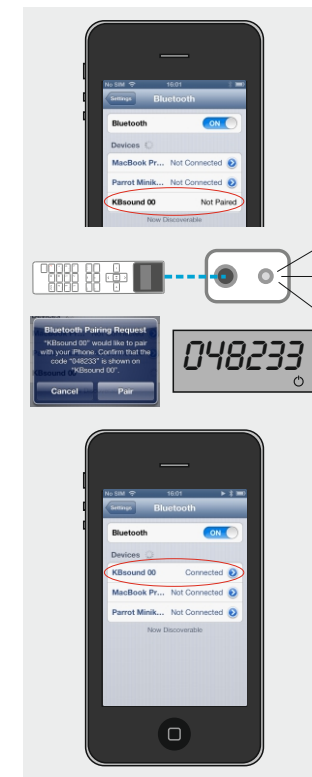 No SIM 16:01
Settings Bluetooth
Bluetooth ON
Devices
MacBook Pr... Not Connected
Parrot Minik... Not Connected
KBsound 00 Not Paired
Now Discoverable
Bluetooth Pairing Request
"KBsound 00" would like to pair
with your iPhone. Confirm that the
code "048233" is shown on
"KBsound 00".
Cancel Pair
048233
No SIM 16:01
Settings Bluetooth
Bluetooth ON
Devices
KBsound 00 Connected
MacBook Pr... Not Connected
Parrot Minik... Not Connected
Now Discoverable